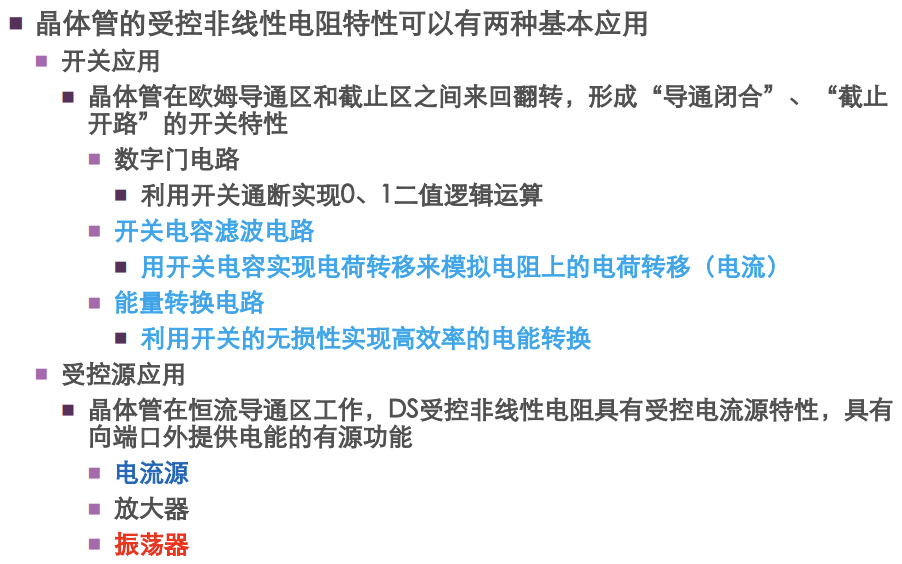 晶体管的受控非线性电阻特性可以有两种基本应用
开关应用
晶体管在欧姆导通区和截止区之间来回翻转，形成“导通闭合”、“截止
开路”的开关特性
数字门电路
利用开关通断实现0、1二值逻辑运算
开关电容滤波电路
用开关电容实现电荷转移来模拟电阻上的电荷转移（电流）
能量转换电路
利用开关的无损性实现高效率的电能转换
受控源应用
晶体管在恒流导通区工作，DS受控非线性电阻具有受控电流源特性，具有
向端口外提供电能的有源功能
电流源
放大器
振荡器